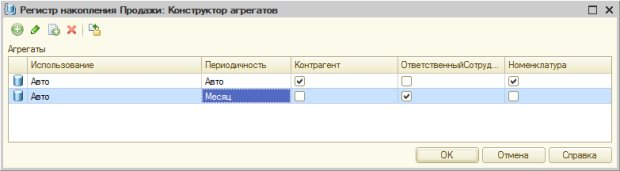 Регистр накопления Продажи: Конструктор агрегатов
Агрегаты
Использование Периодичность Контрагент ОтветственныйСотруд... Номенклатура
Авто Авто
Авто Месяц
OK Отмена Справка